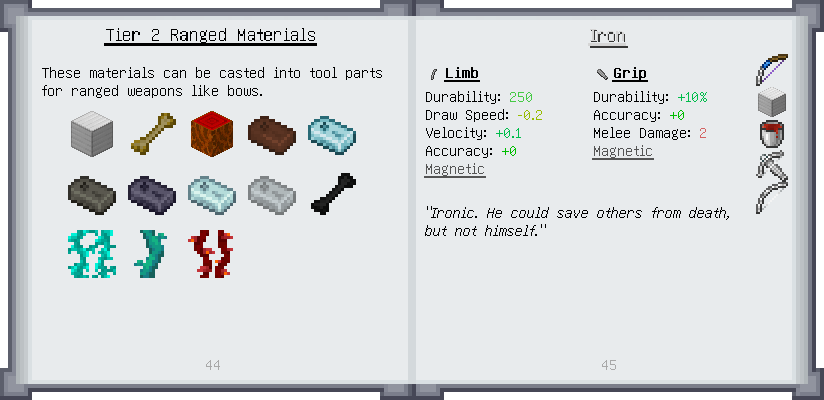 Tier 2 Ranged Materials
These materials can be casted into tool parts
for ranged weapons like bows.
44
Iron
Limb
Durability: 250
Draw Speed: -0.2
Velocity: +0.1
Accuracy: +0
Magnetic
Grip
Durability: +10%
Accuracy: +0
Melee Damage: 2
Magnetic
"Ironic. He could save others from death,
but not himself."
45